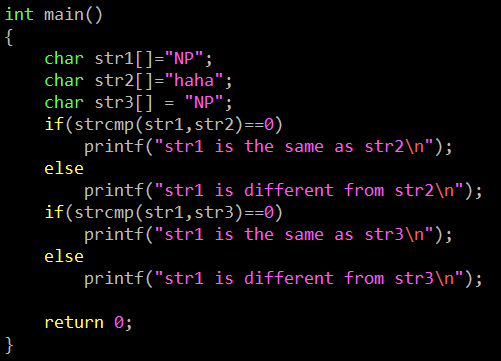 int main()
{
    char str1[]="NP";
    char str2[]="haha";
    char str3[] = "NP";
    if(strcmp(str1,str2)==0)
        printf("str1 is the same as str2\n");
    else
        printf("str1 is different from str2\n");
    if(strcmp(str1,str3)==0)
        printf("str1 is the same as str3\n");
    else
        printf("str1 is different from str3\n");

    return 0;
}